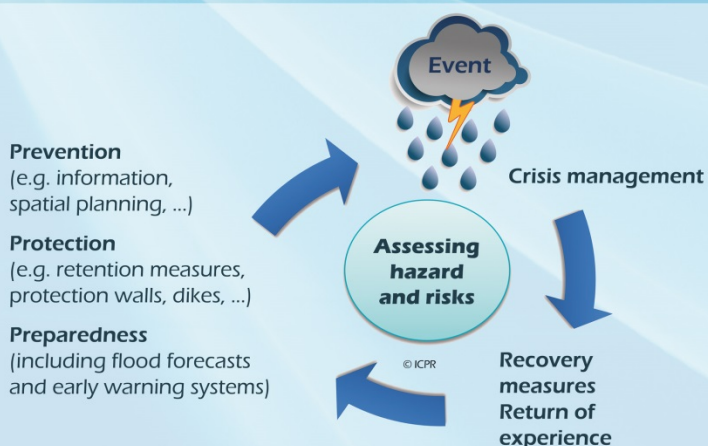 Event
Prevention
(e.g. information,
spatial planning, ...)
Protection
(e.g. retention measures,
protection walls, dikes, ...)
Preparedness
(including flood forecasts
and early warning systems)
Crisis management
Assessing
hazard
and risks
© ICPR
Recovery
measures
Return of
experience